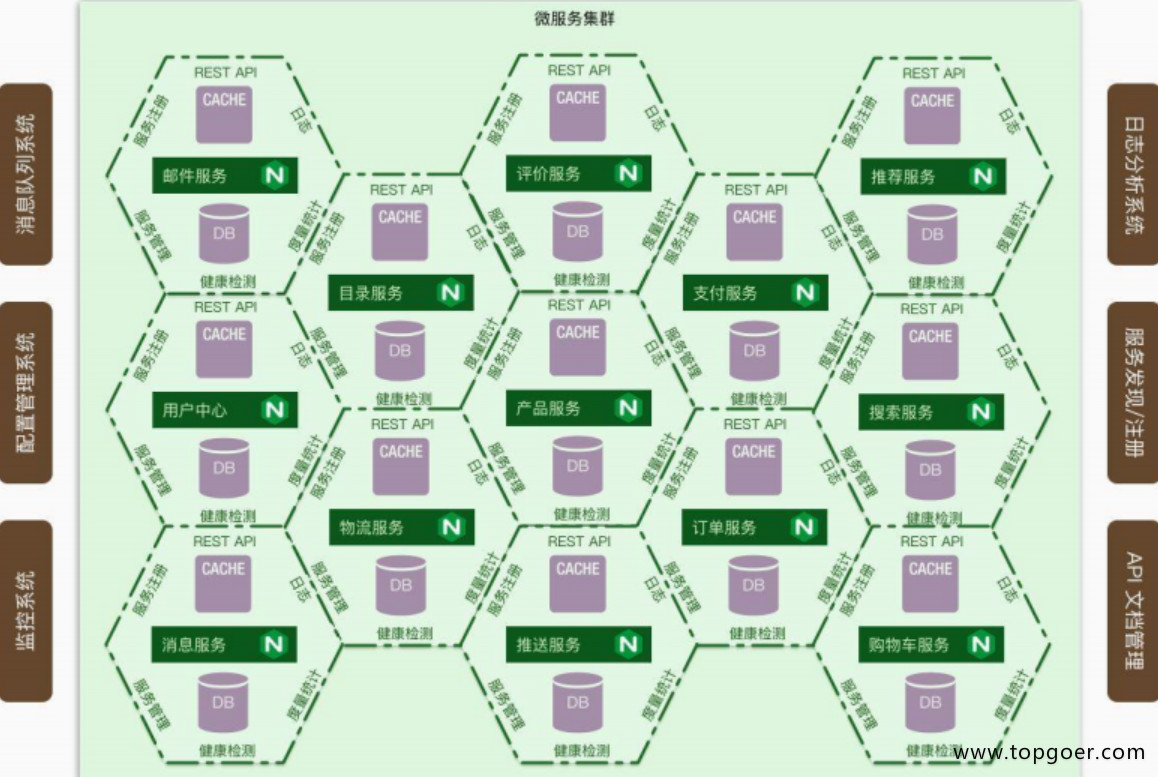 微服务集群
消息队列系统
配置管理系统
监控系统
REST API
CACHE
服务注册
日志
邮件服务
DB
服务管理
度量统计
健康检测
REST API
CACHE
服务注册
日志
评价服务
DB
服务管理
度量统计
健康检测
REST API
CACHE
服务注册
日志
推荐服务
DB
服务管理
度量统计
健康检测
REST API
CACHE
服务注册
日志
目录服务
DB
服务管理
度量统计
健康检测
REST API
CACHE
服务注册
日志
支付服务
DB
服务管理
度量统计
健康检测
REST API
CACHE
服务注册
日志
用户中心
DB
服务管理
度量统计
健康检测
REST API
CACHE
服务注册
日志
产品服务
DB
服务管理
度量统计
健康检测
REST API
CACHE
服务注册
日志
搜索服务
DB
服务管理
度量统计
健康检测
REST API
CACHE
服务注册
日志
物流服务
DB
服务管理
度量统计
健康检测
REST API
CACHE
服务注册
日志
订单服务
DB
服务管理
度量统计
健康检测
REST API
CACHE
服务注册
日志
消息服务
DB
服务管理
度量统计
健康检测
REST API
CACHE
服务注册
日志
推送服务
DB
服务管理
度量统计
健康检测
REST API
CACHE
服务注册
日志
购物车服务
DB
服务管理
度量统计
健康检测
日志分析系统
服务发现/注册
API 文档管理
www.topgoer.com